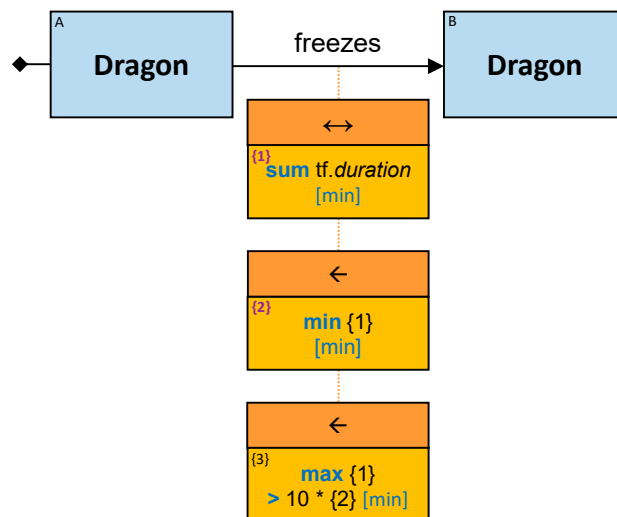 A
Dragon
freezes
B
Dragon
↔
{1}
sum tf.duration
[min]
←
{2}
min {1}
[min]
←
{3}
max {1}
> 10 * {2} [min]